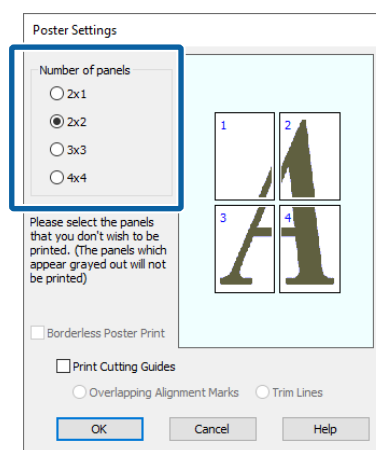 Poster Settings
Number of panels
2x1
2x2
3x3
4x4
1
2
3
4
Please select the panels
that you don't wish to be
printed. (The panels which
appear grayed out will not
be printed)
Borderless Poster Print
Print Cutting Guides
Overlapping Alignment Marks Trim Lines
OK Cancel Help